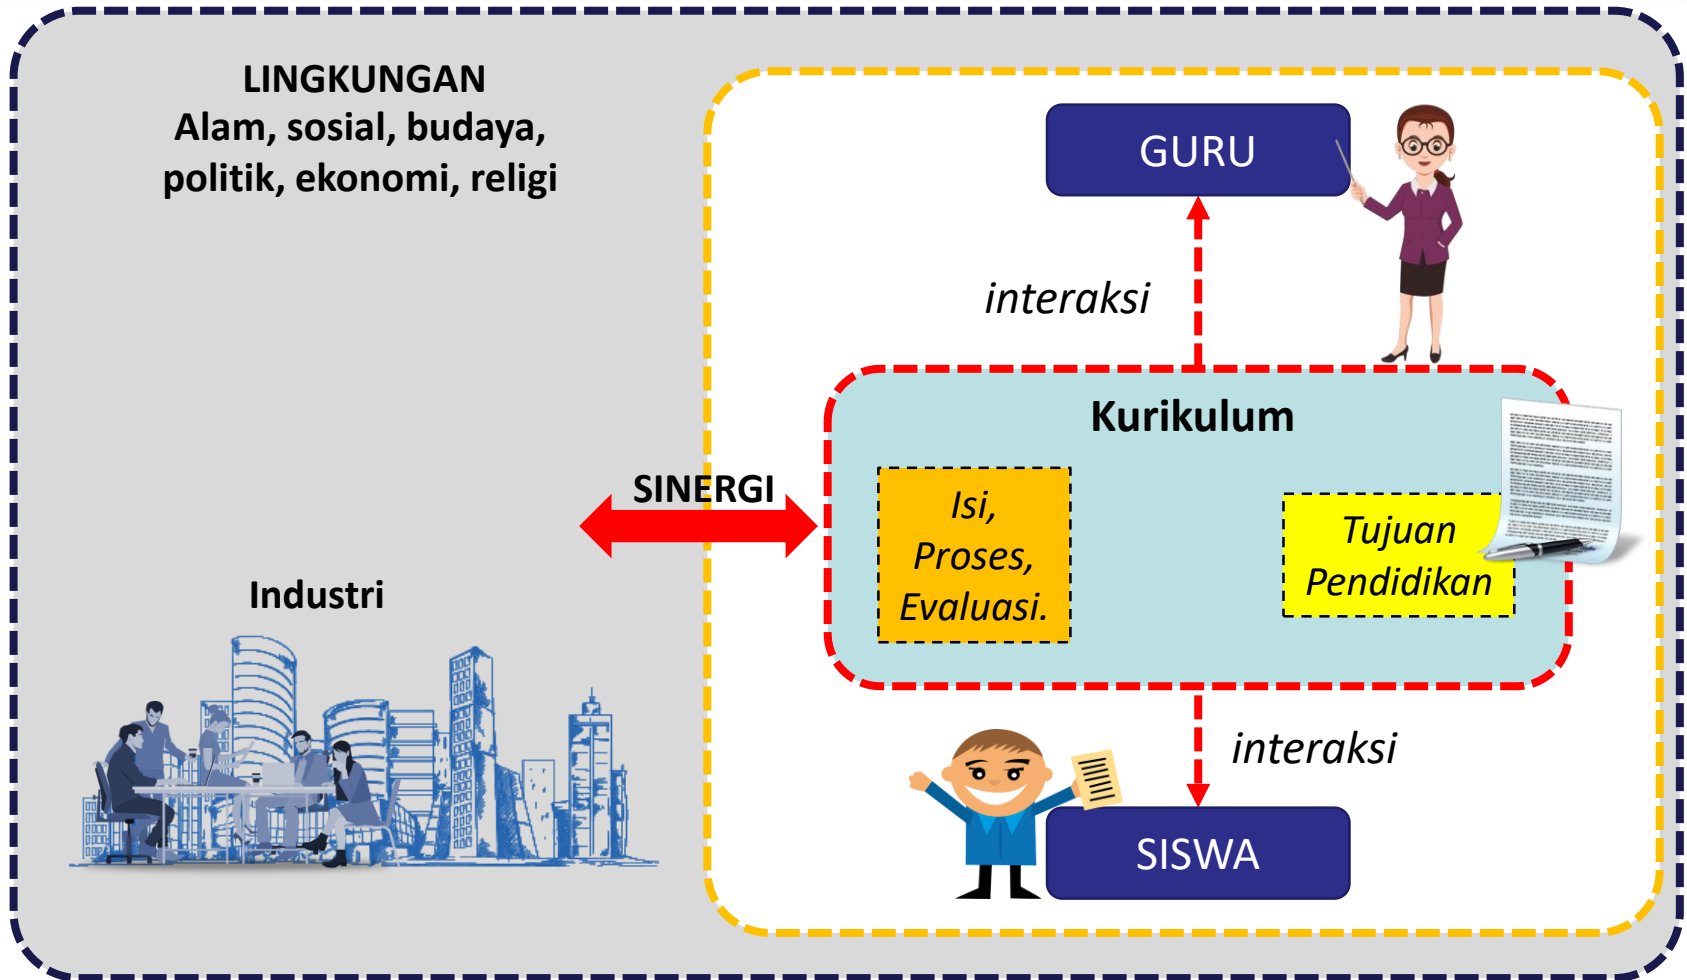 LINGKUNGAN
Alam, sosial, budaya,
politik, ekonomi, religi
Industri
SINERGI
GURU
interaksi
Kurikulum
Isi,
Proses,
Evaluasi.
Tujuan
Pendidikan
interaksi
SISWA